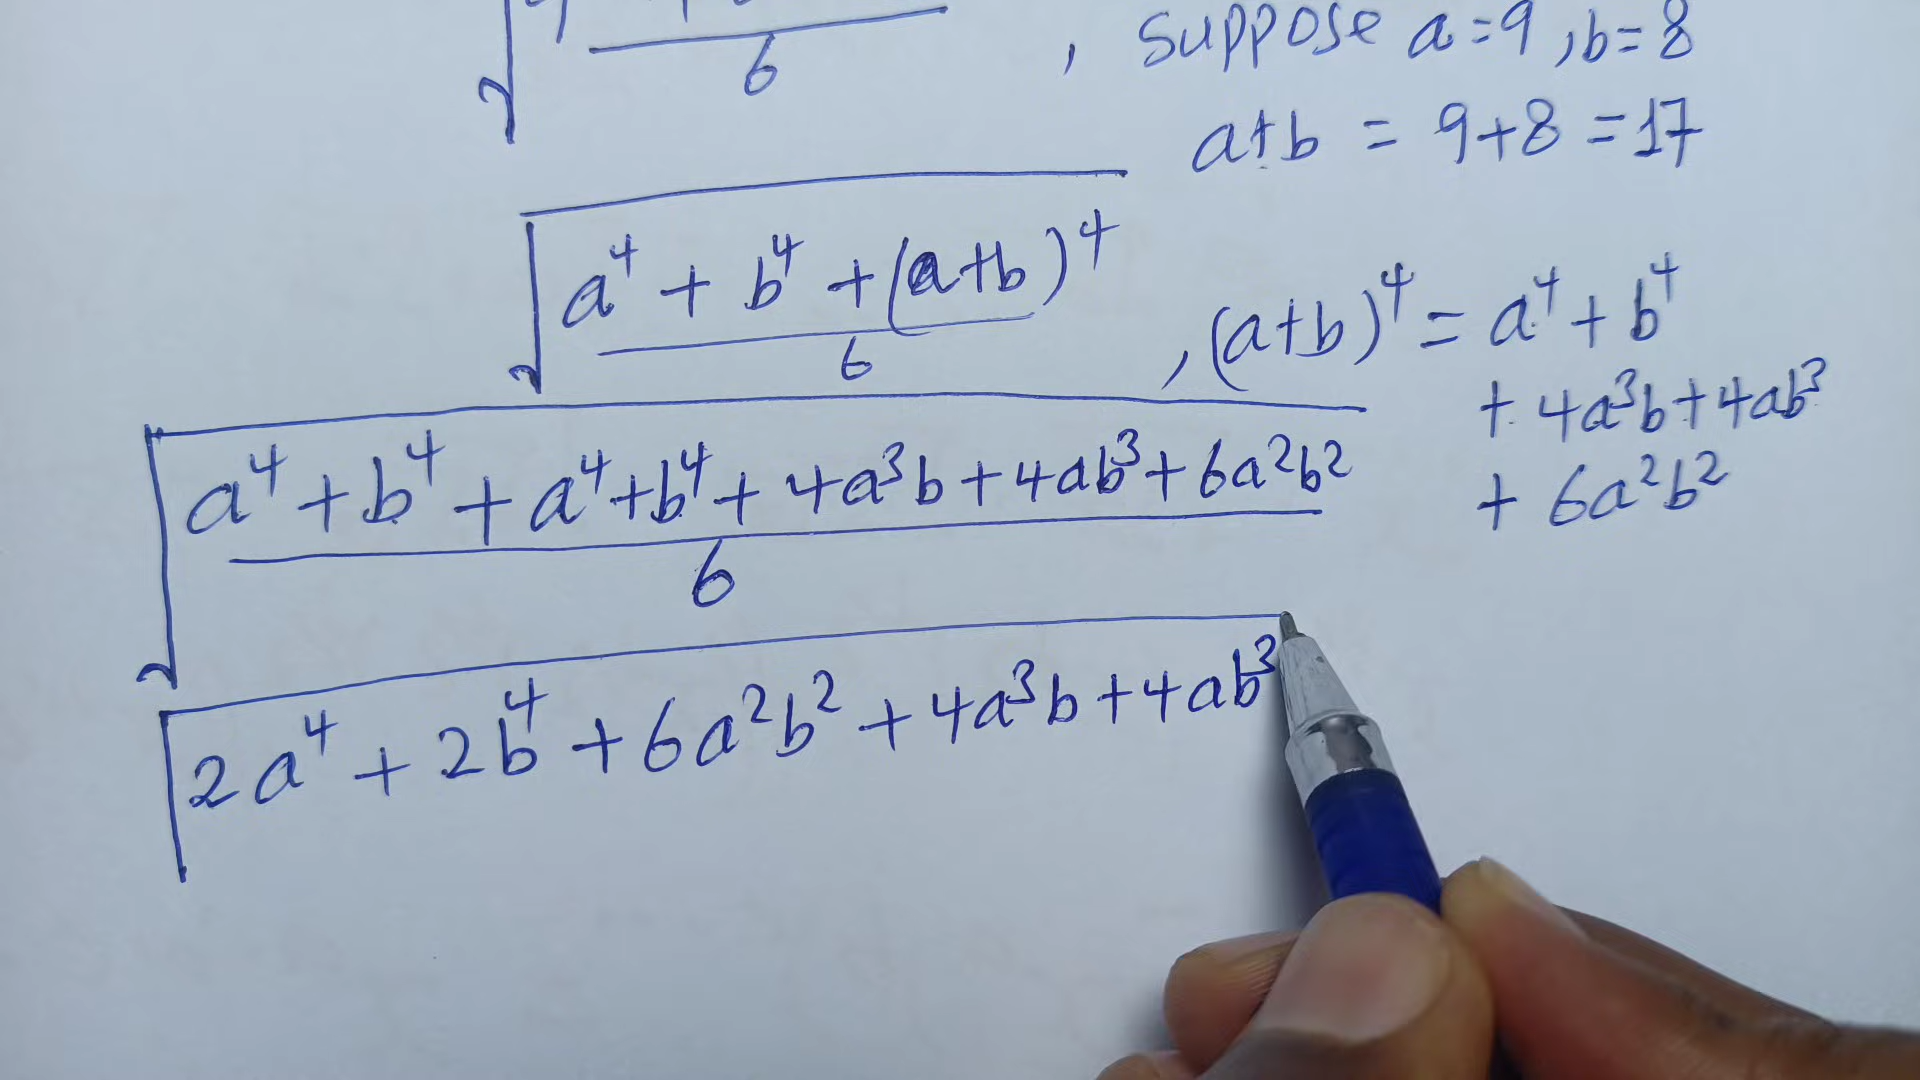 6
, suppose a=9, b=8
a+b = 9+8 = 17
√ a⁴ + b⁴ + (a+b)⁴
6
, (a+b)⁴ = a⁴ + b⁴
+ 4a³b + 4ab³
+ 6a²b²
√ a⁴ + b⁴ + a⁴ + b⁴ + 4a³b + 4ab³ + 6a²b²
6
2a⁴ + 2b⁴ + 6a²b² + 4a³b + 4ab³